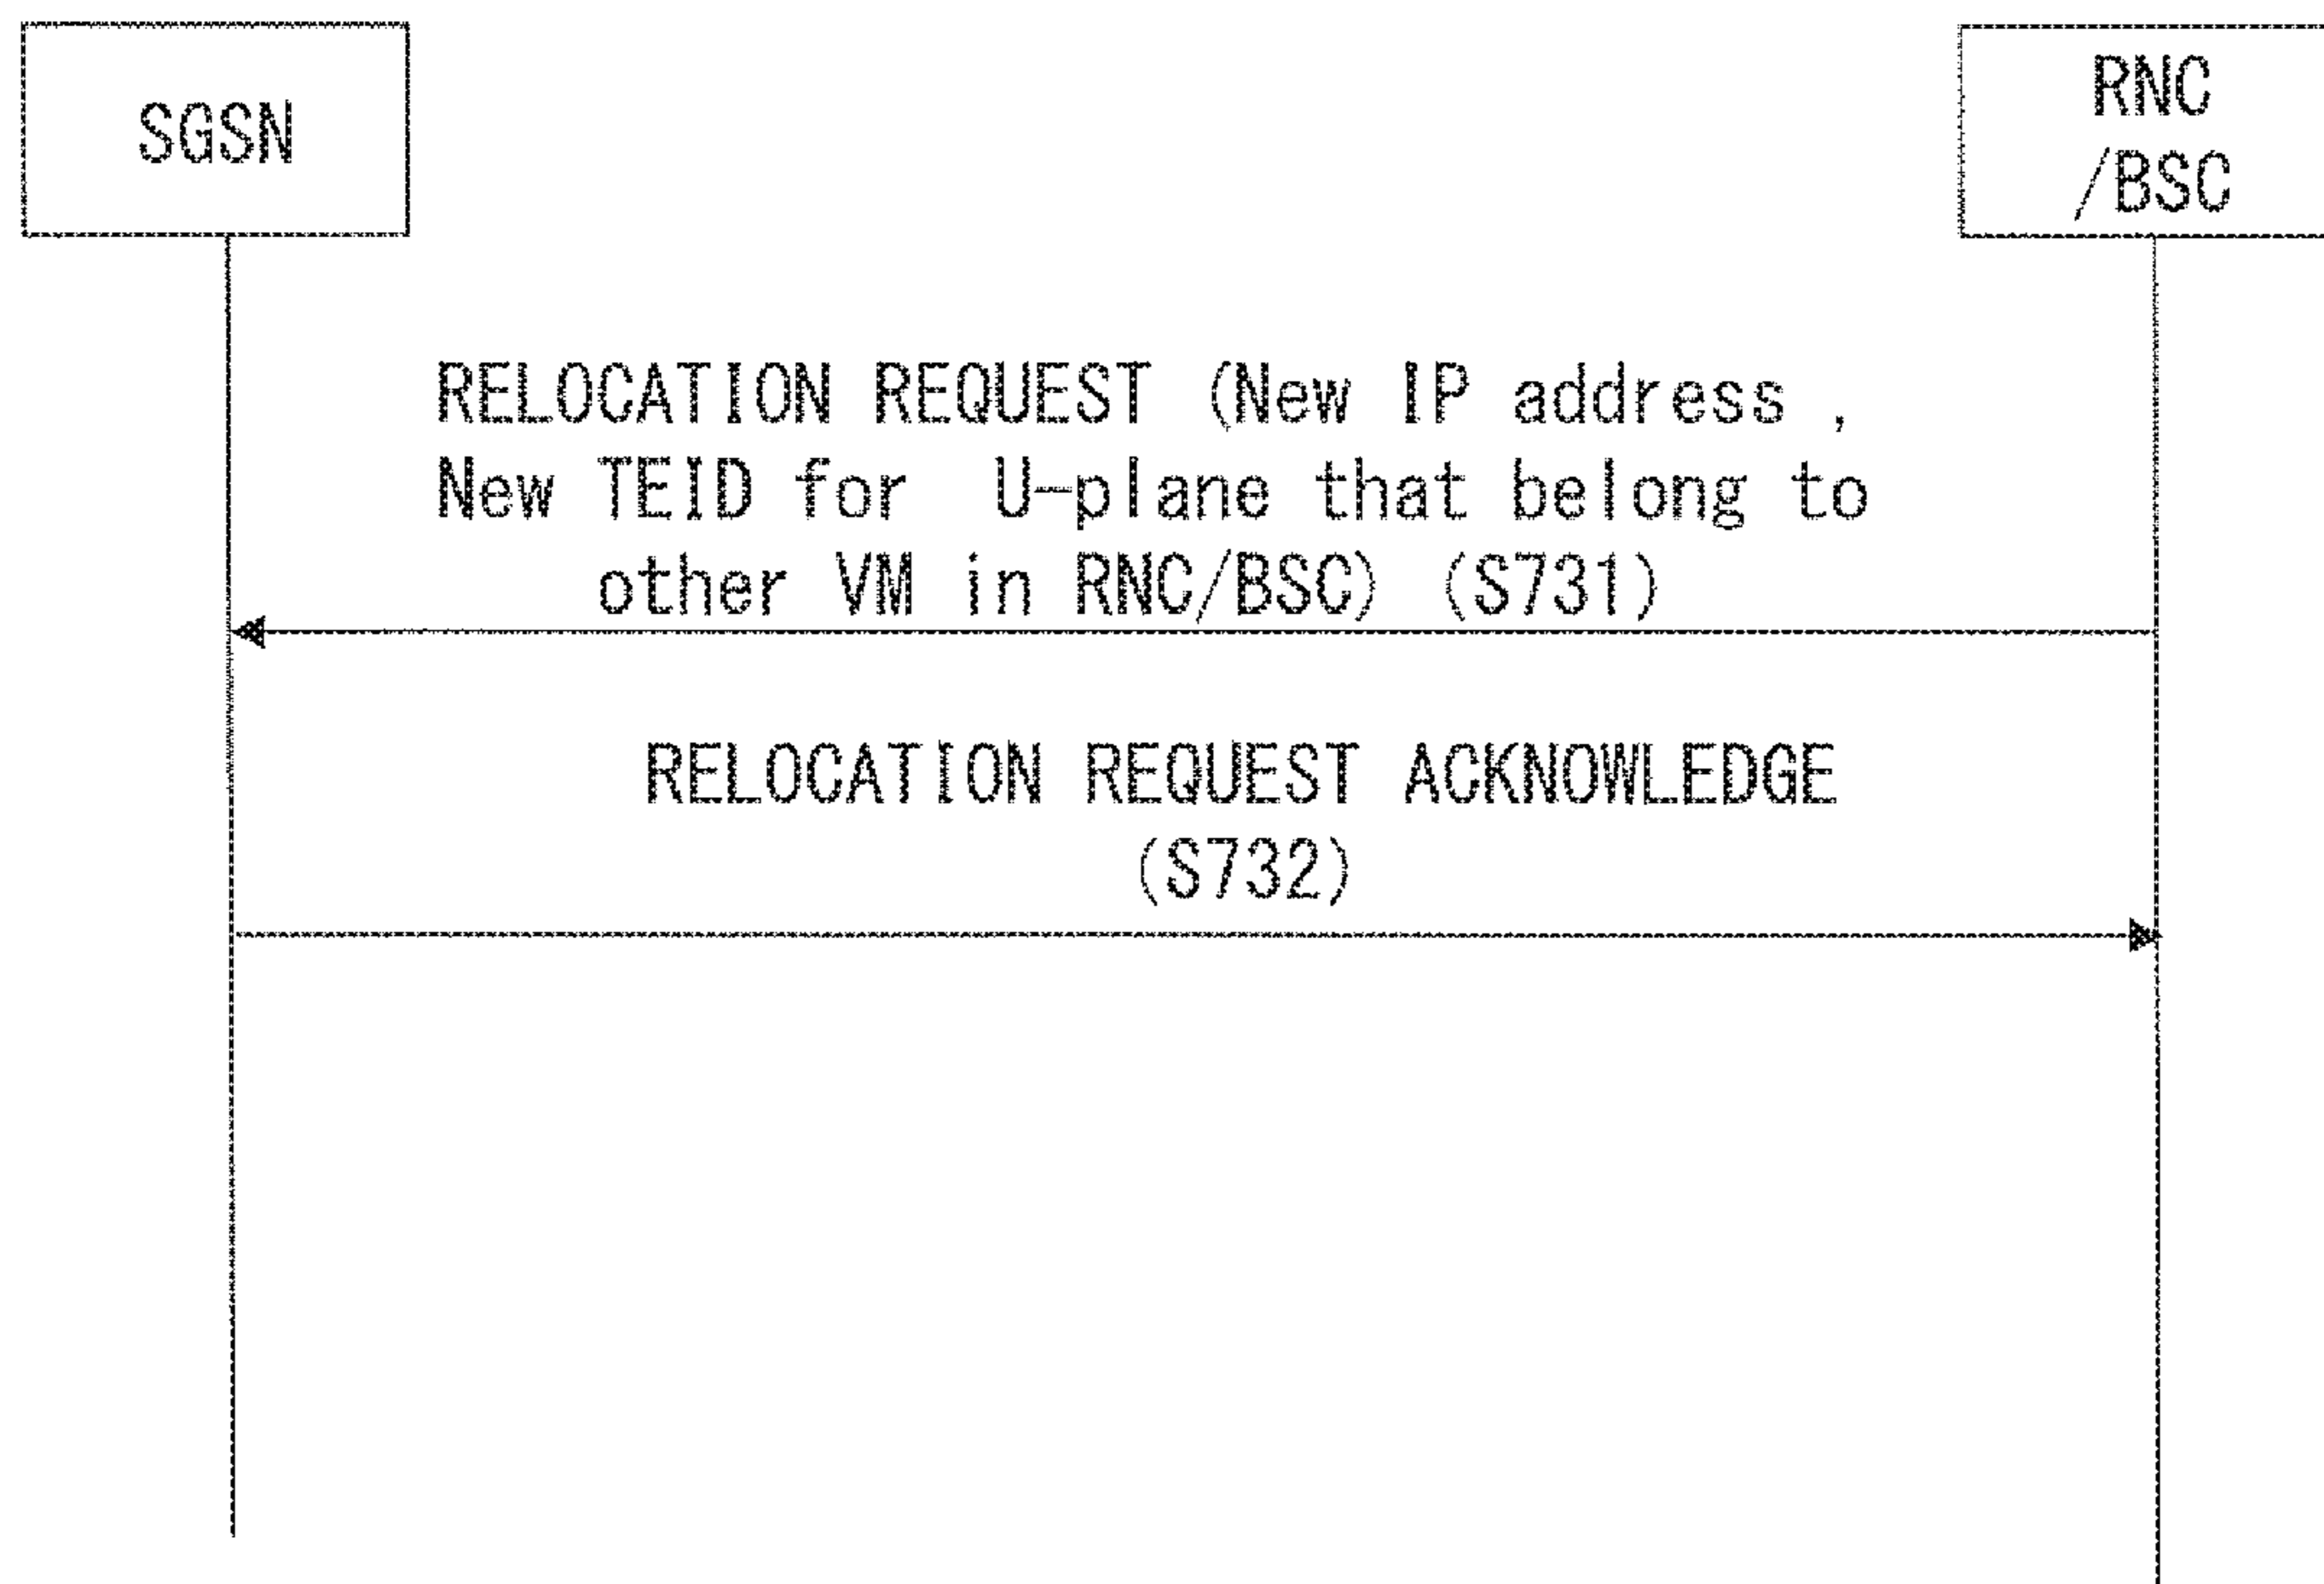 SGSN
RNC
/BSC
RELOCATION REQUEST (New IP address ,
New TEID for U-plane that belong to
other VM in RNC/BSC) (S731)
RELOCATION REQUEST ACKNOWLEDGE
(S732)